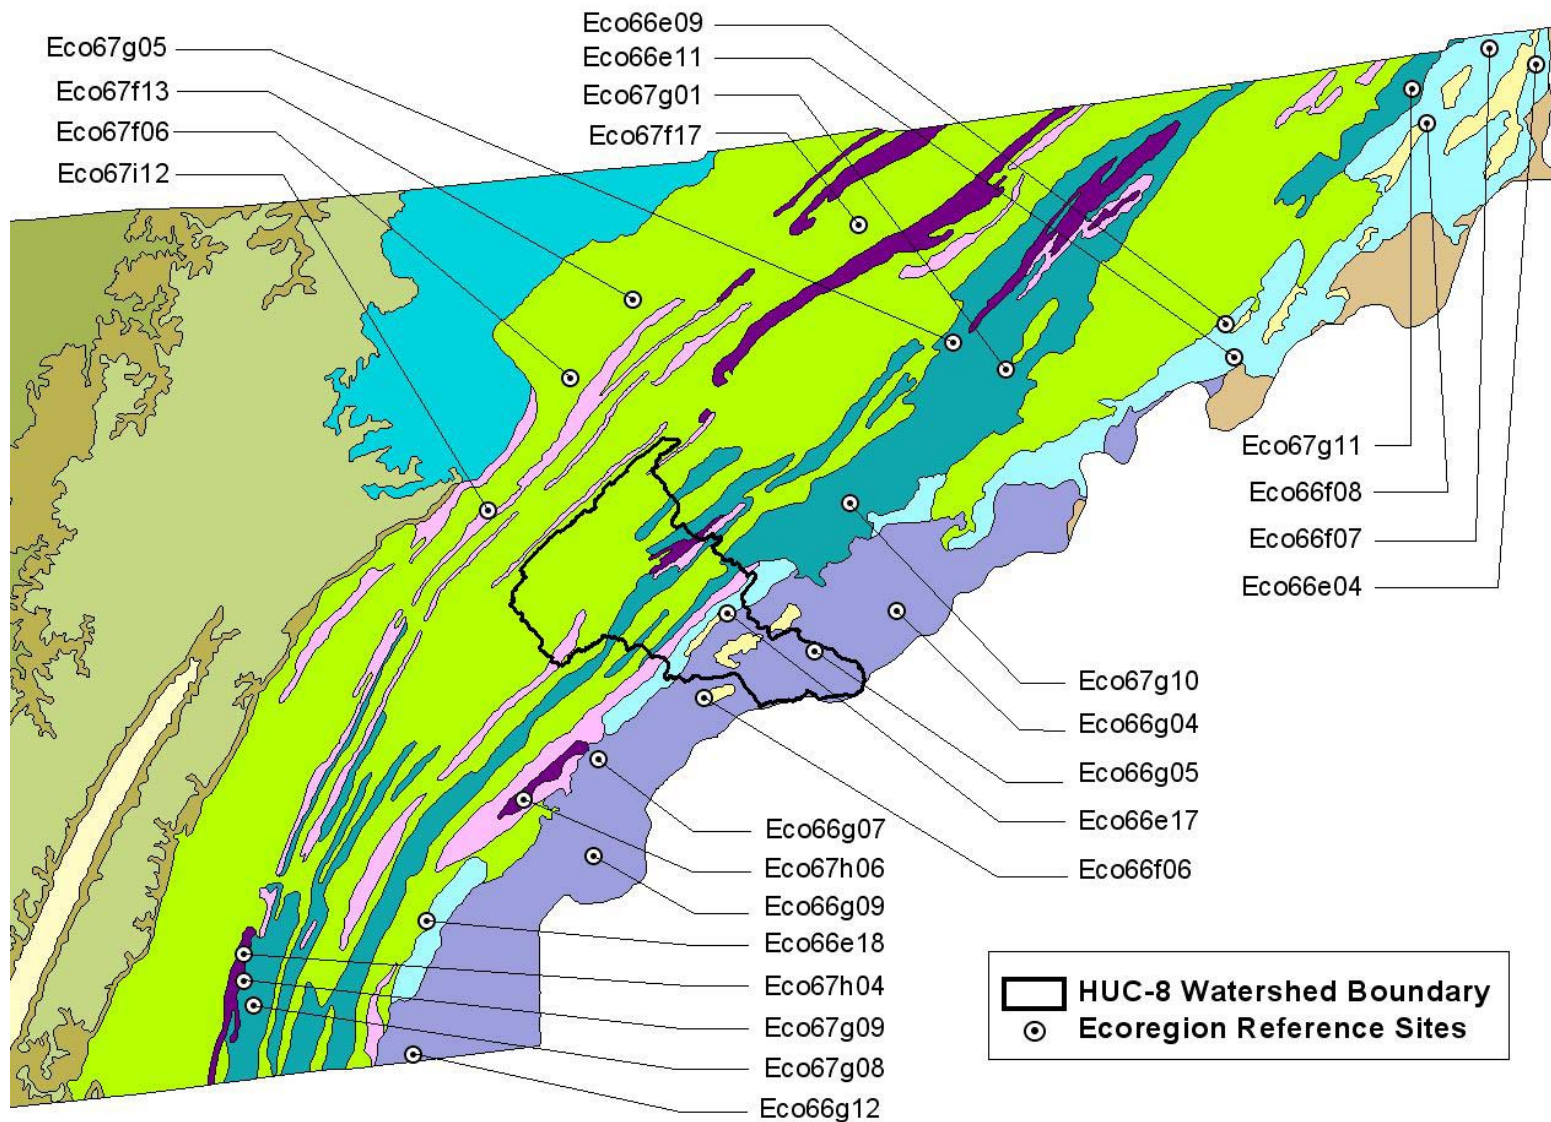 Eco67g05
Eco67f13
Eco67f06
Eco67i12
Eco66e09
Eco66e11
Eco67g01
Eco67f17
Eco67g11
Eco66f08
Eco66f07
Eco66e04
Eco67g10
Eco66g04
Eco66g05
Eco66e17
Eco66f06
Eco66g07
Eco67h06
Eco66g09
Eco66e18
Eco67h04
Eco67g09
Eco67g08
Eco66g12
HUC-8 Watershed Boundary
Ecoregion Reference Sites